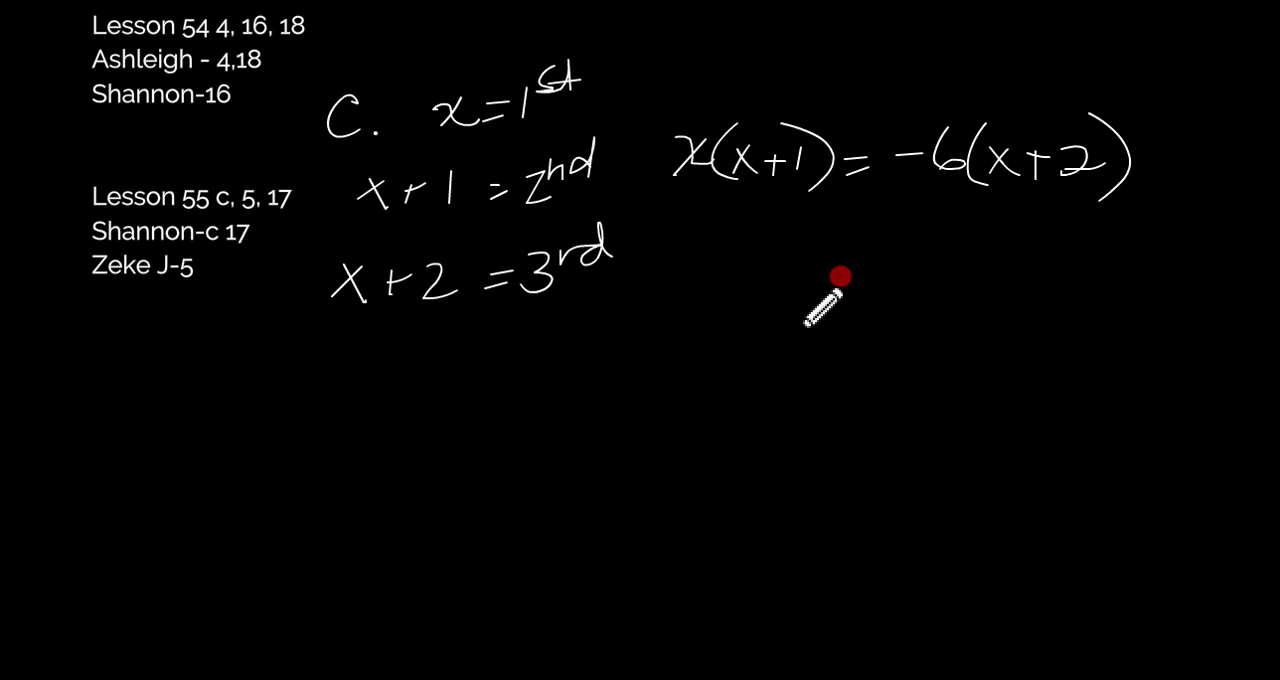 Lesson 54 4, 16, 18
Ashleigh - 4,18
Shannon-16
Lesson 55 c, 5, 17
Shannon-c 17
Zeke J-5
C. x=1st
x+1 = 2nd
x+2 = 3rd
x(x+1)= -6(x+2)